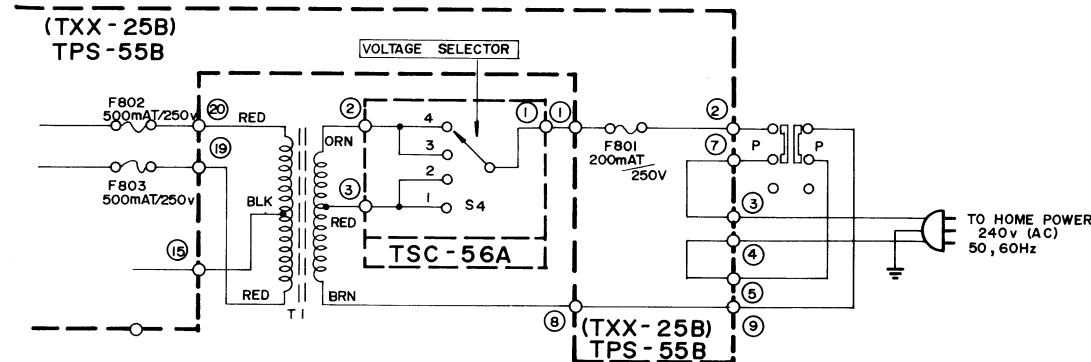 (TXX-25B)
TPS-55B
VOLTAGE SELECTOR
F802
500mAT/250v
20
RED
19
F803
500mAT/250v
BLK
15
RED
T1
2
ORN
3
RED
BRN
4
3
2
1
S4
1
1
TSC-56A
F801
200mAT/250V
8
(TXX-25B)
TPS-55B
2
7
3
4
5
9
P
P
TO HOME POWER
240v (AC)
50,60Hz